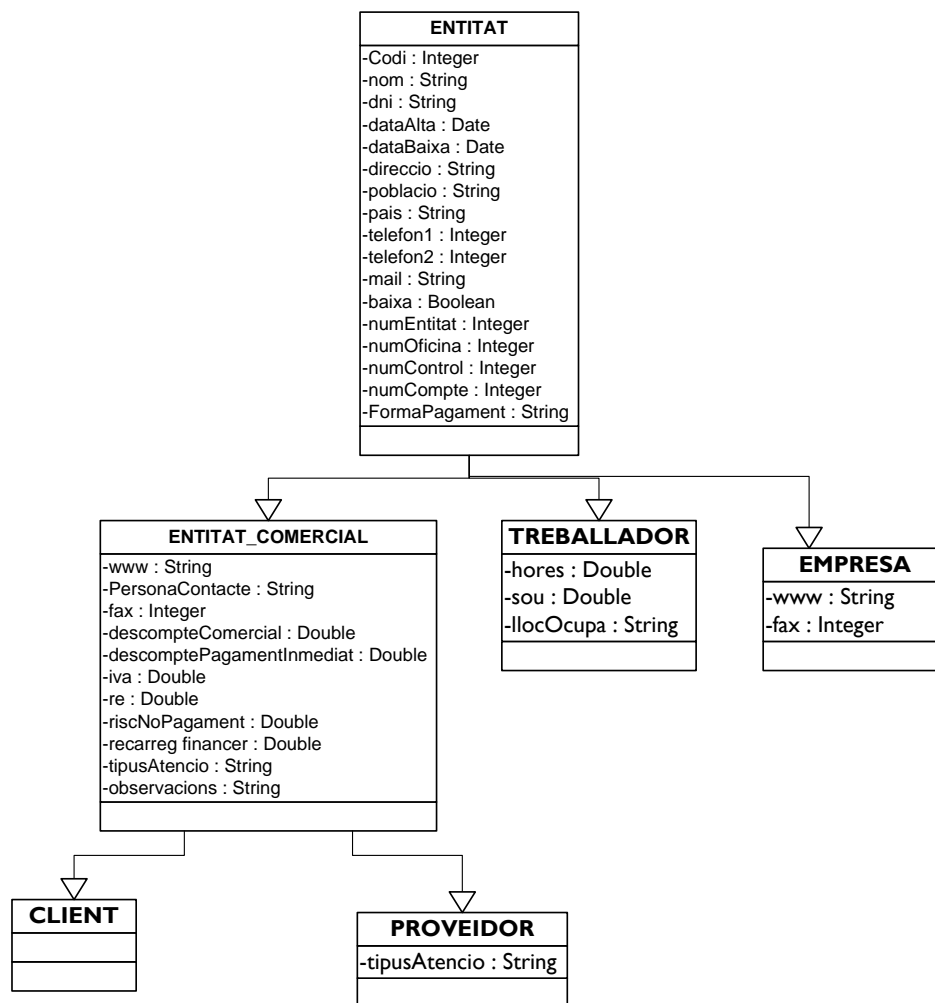 ENTITAT
-Codi : Integer
-nom : String
-dni : String
-dataAlta : Date
-dataBaixa : Date
-direccio : String
-poblacio : String
-pais : String
-telefon1 : Integer
-telefon2 : Integer
-mail : String
-baixa : Boolean
-numEntitat : Integer
-numOficina : Integer
-numControl : Integer
-numCompte : Integer
-FormaPagament : String
ENTITAT_COMERCIAL
-www : String
-PersonaContacte : String
-fax : Integer
-descompteComercial : Double
-descomptePagamentInmediat : Double
-iva : Double
-re : Double
-riscNoPagament : Double
-recarreg financer : Double
-tipusAtencio : String
-observacions : String
TREBALLADOR
-hores : Double
-sou : Double
-llocOcupa : String
EMPRESA
-www : String
-fax : Integer
CLIENT
PROVEIDOR
-tipusAtencio : String